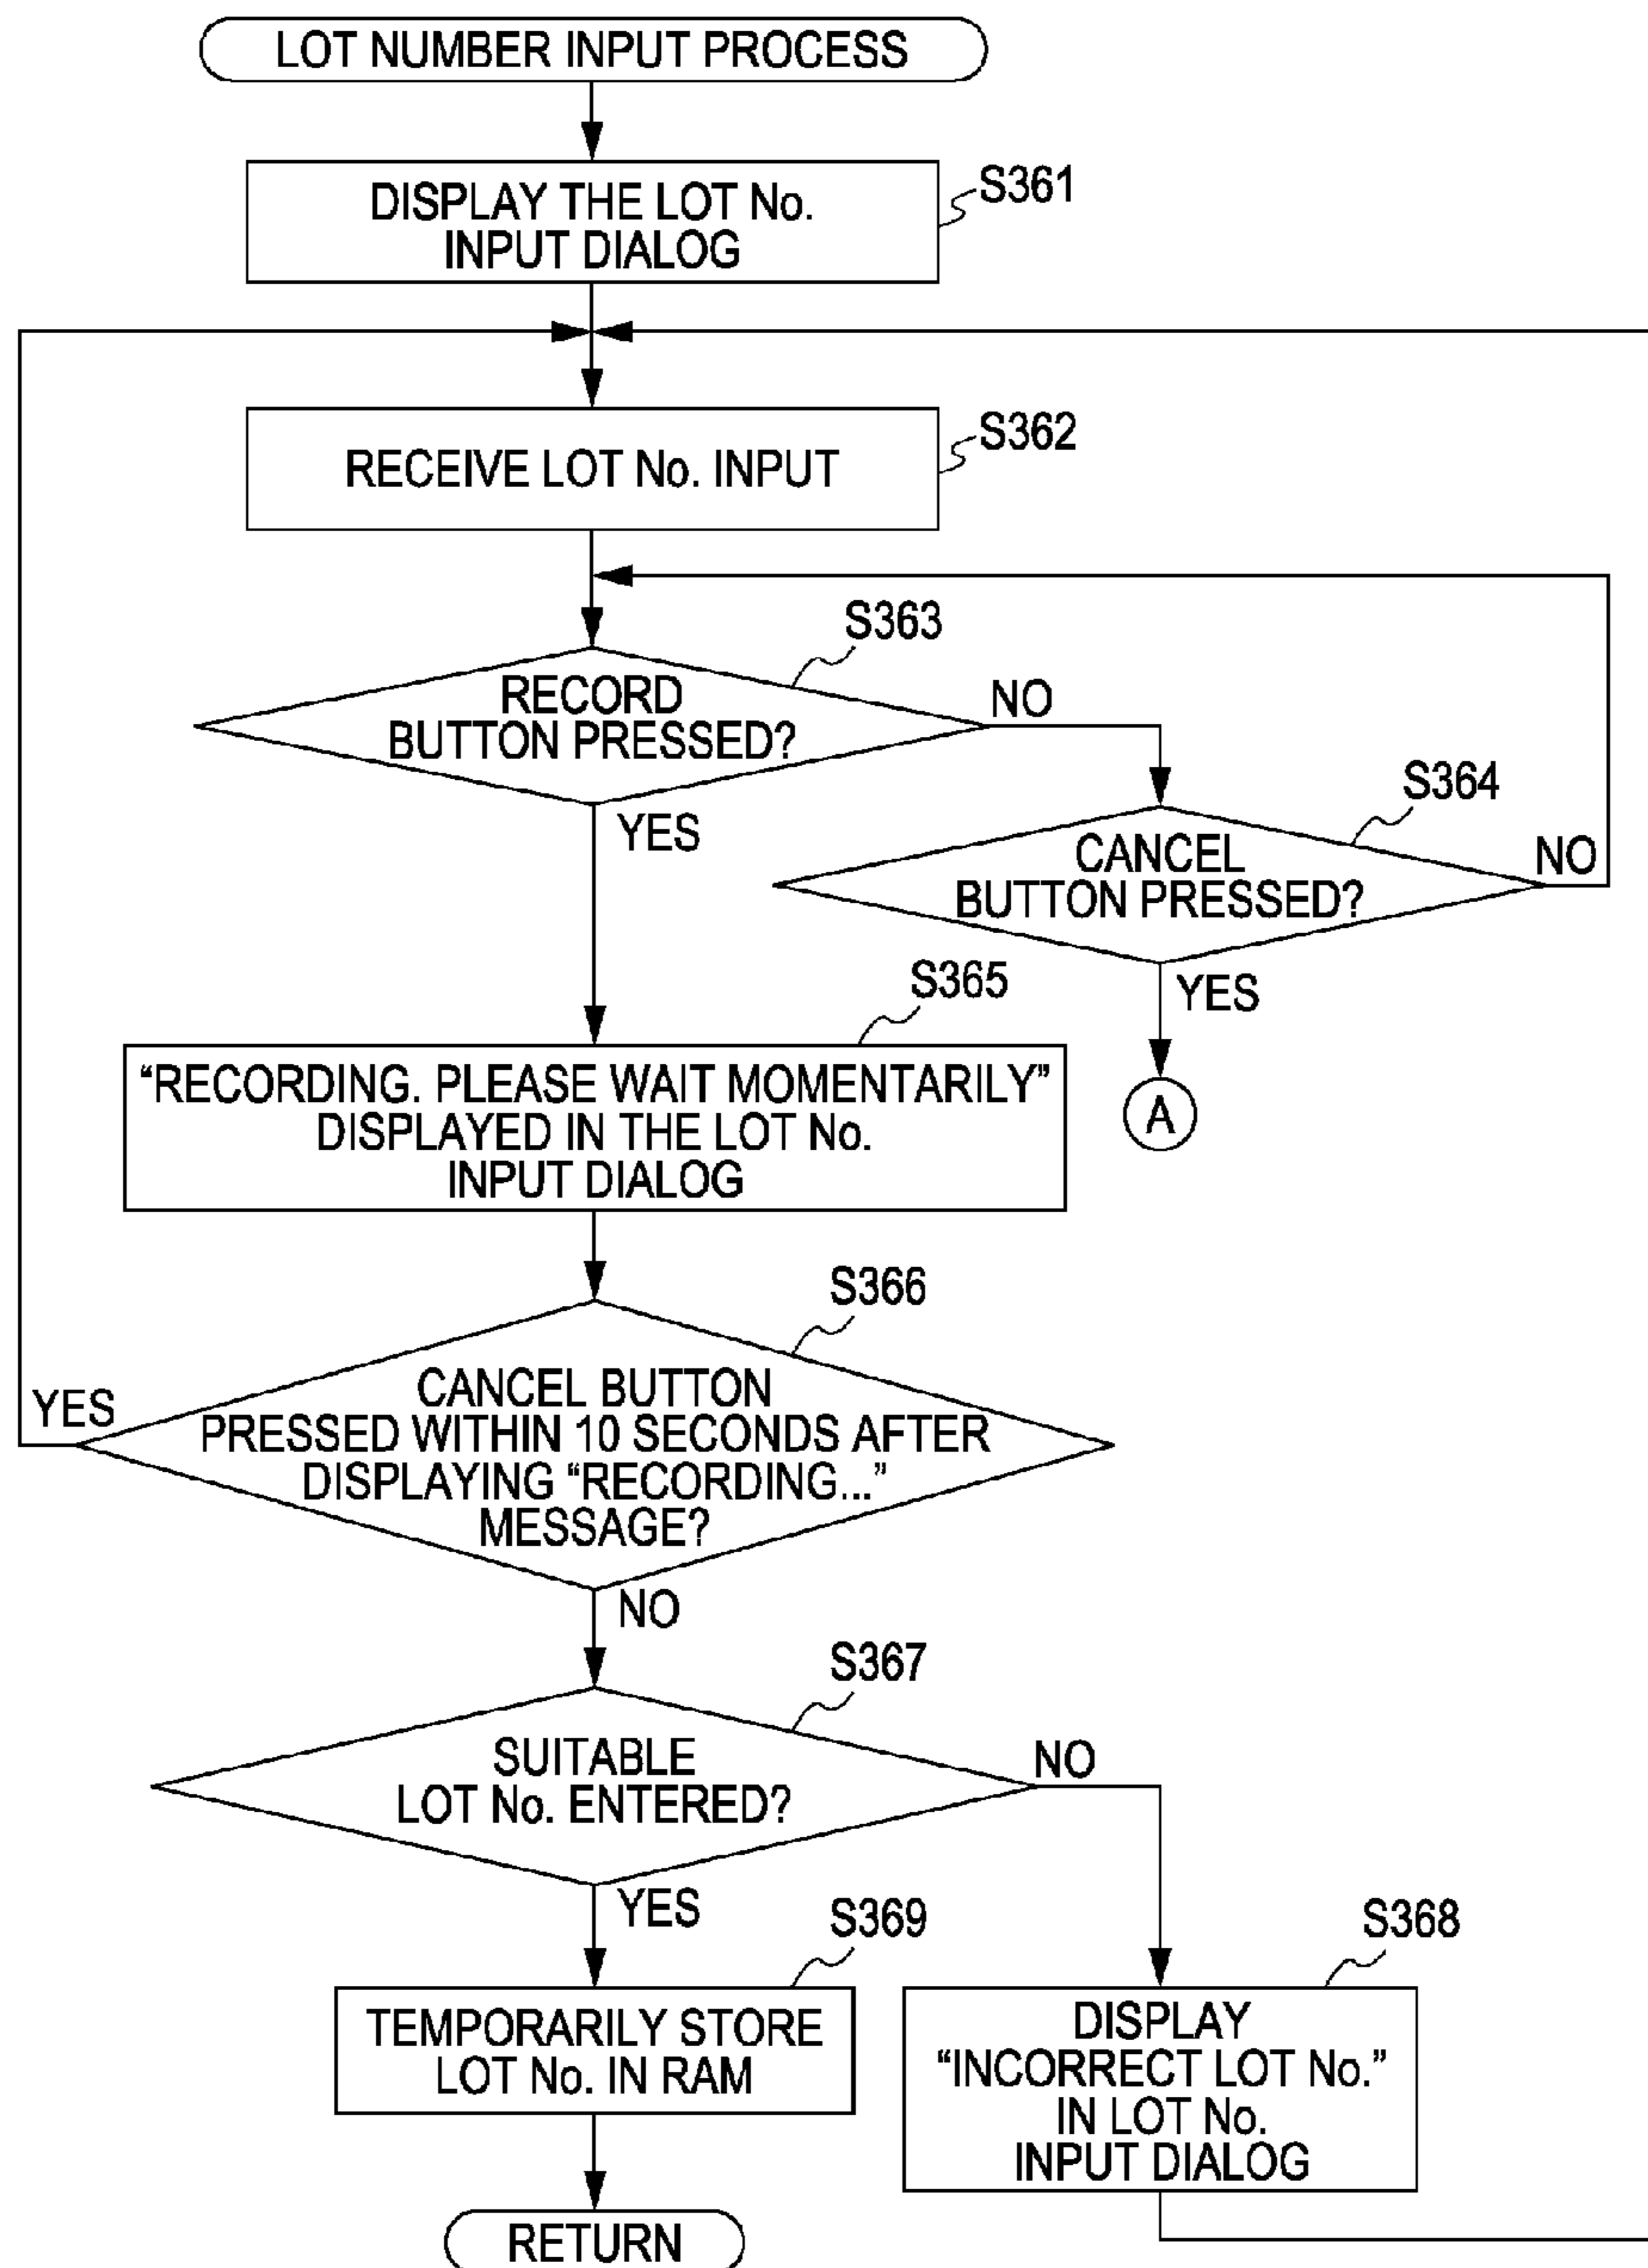 LOT NUMBER INPUT PROCESS
DISPLAY THE LOT No.
INPUT DIALOG
S361
RECEIVE LOT No. INPUT
S362
S363
RECORD
BUTTON PRESSED?
NO
YES
S364
CANCEL
BUTTON PRESSED?
NO
YES
A
S365
“RECORDING. PLEASE WAIT MOMENTARILY”
DISPLAYED IN THE LOT No.
INPUT DIALOG
S366
CANCEL BUTTON
PRESSED WITHIN 10 SECONDS AFTER
DISPLAYING “RECORDING...”
MESSAGE?
YES
NO
S367
SUITABLE
LOT No. ENTERED?
NO
YES
S369
TEMPORARILY STORE
LOT No. IN RAM
S368
DISPLAY
“INCORRECT LOT No.”
IN LOT No.
INPUT DIALOG
RETURN